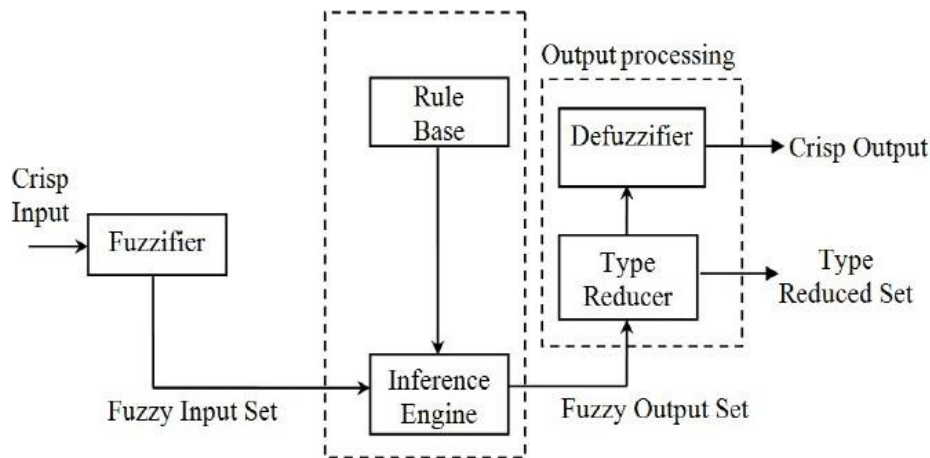 Output processing
Rule
Base
Defuzzifier
Crisp Output
Crisp
Input
Fuzzifier
Type
Reducer
Type
Reduced Set
Inference
Engine
Fuzzy Input Set
Fuzzy Output Set